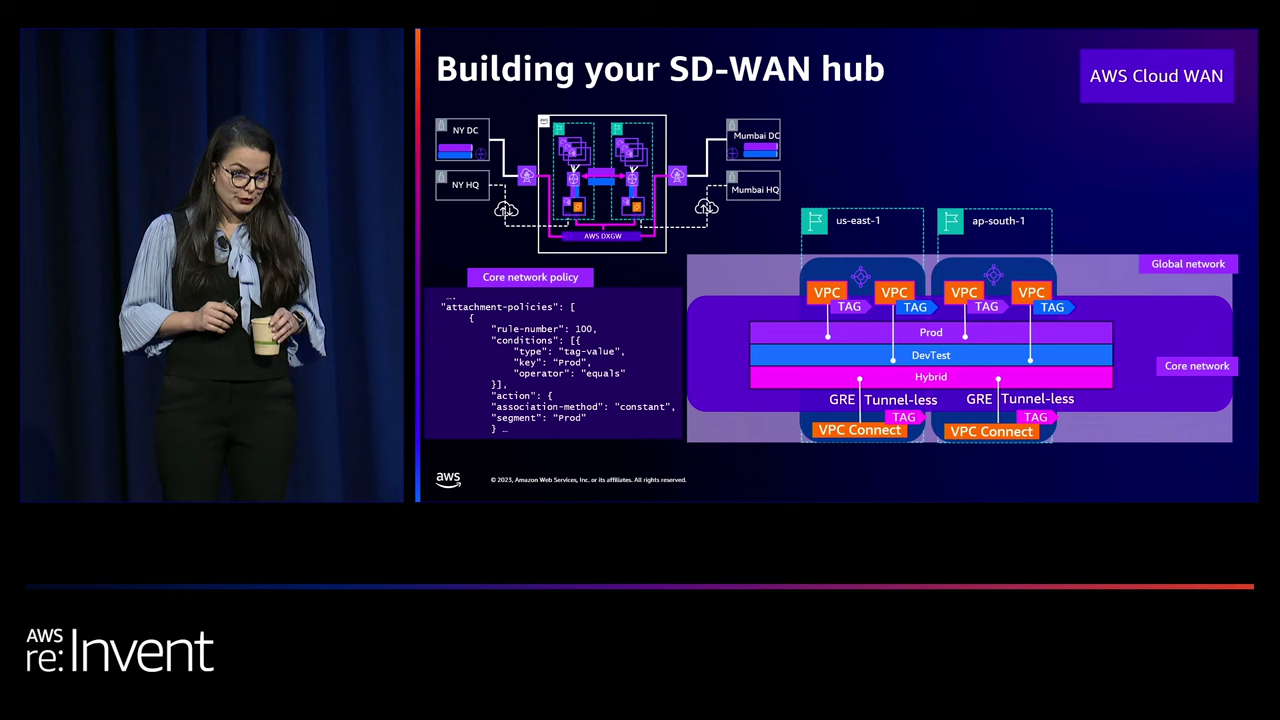 Building your SD-WAN hub
AWS Cloud WAN
NY DC
NY HQ
aws
AWS DXGW
Mumbai DC
Mumbai HQ
us-east-1
ap-south-1
Core network policy
….
"attachment-policies": [
{
"rule-number": 100,
"conditions": [{
"type": "tag-value",
"key": "Prod",
"operator": "equals"
}],
"action": {
"association-method": "constant",
"segment": "Prod"
} …
Global network
VPC
VPC
VPC
VPC
TAG
TAG
TAG
TAG
Prod
DevTest
Hybrid
Core network
GRE
Tunnel-less
GRE
Tunnel-less
TAG
TAG
VPC Connect
VPC Connect
aws
© 2023, Amazon Web Services, Inc. or its affiliates. All rights reserved.
AWS
re:Invent